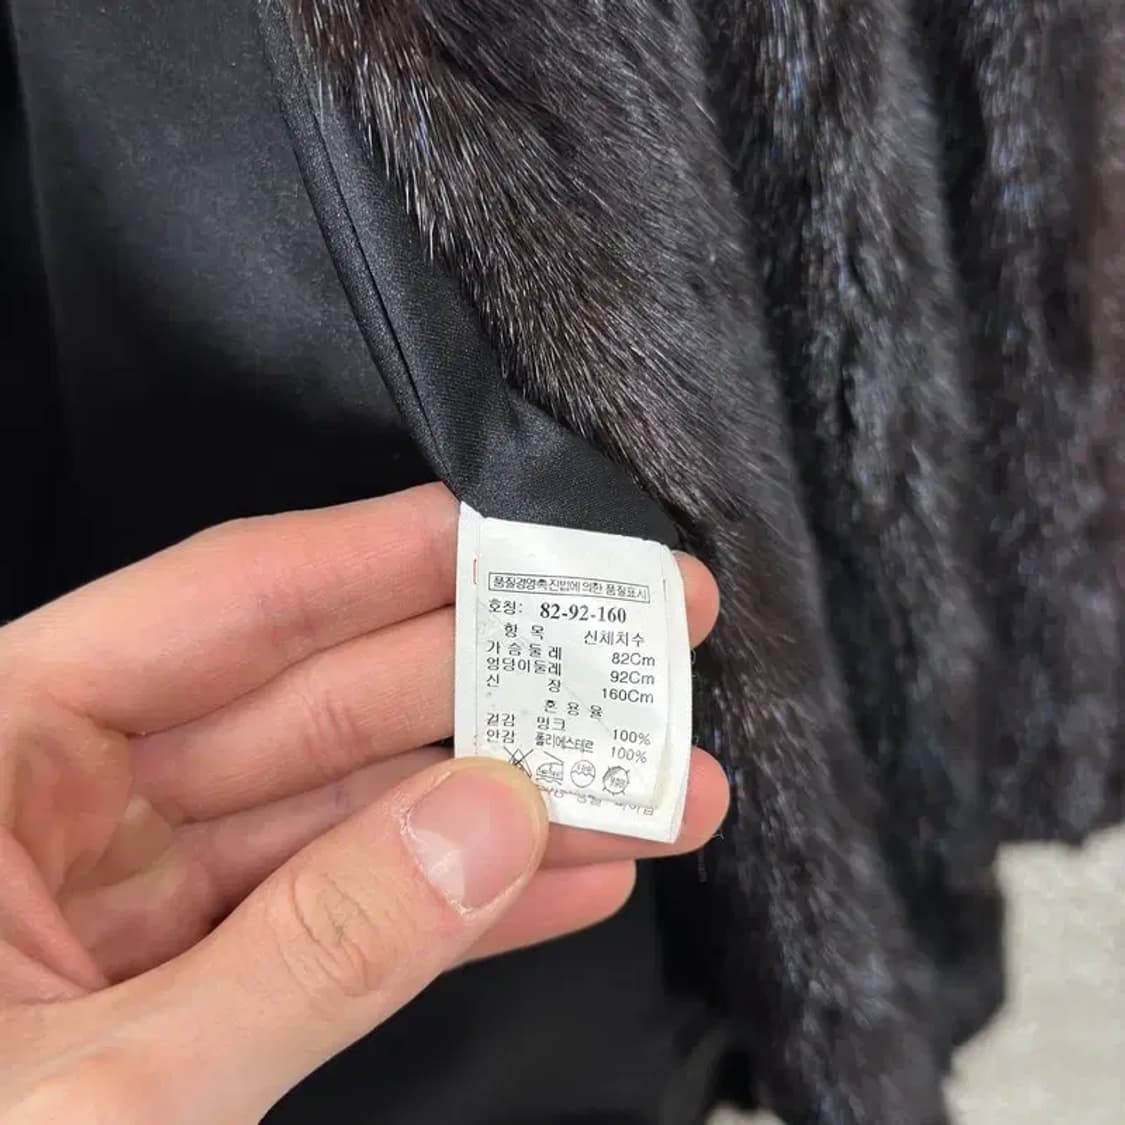 품질경영촉진법에 의한 품질표시
호칭: 82-92-160
항 목 신체치수
가 슴 둘 레 82Cm
엉덩이둘레 92Cm
신 장 160Cm
혼 용 율
겉감 밍크 100%
안감 폴리에스테르 100%